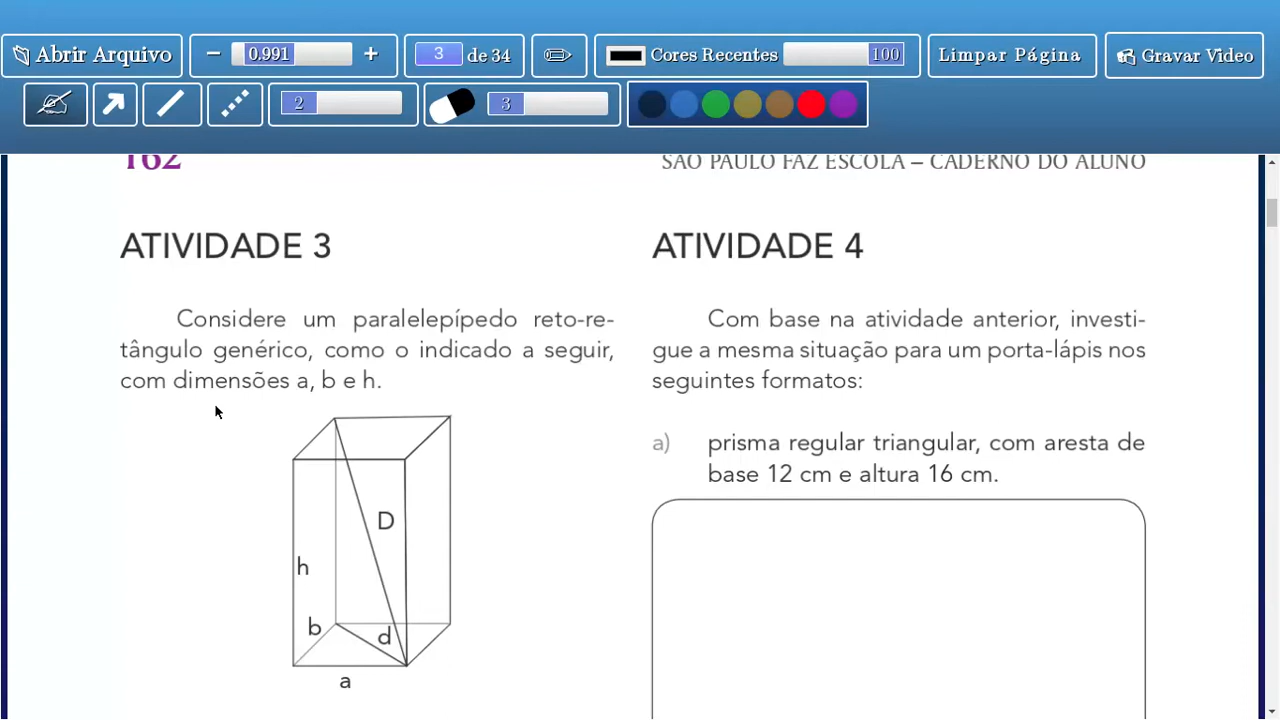 Abrir Arquivo
− 0.991 +
3 de 34
Cores Recentes 100
Limpar Página
Gravar Video
2
3
162
SÃO PAULO FAZ ESCOLA – CADERNO DO ALUNO
ATIVIDADE 3
Considere um paralelepípedo reto-re-
tângulo genérico, como o indicado a seguir,
com dimensões a, b e h.
D
h
b
d
a
ATIVIDADE 4
Com base na atividade anterior, investi-
gue a mesma situação para um porta-lápis nos
seguintes formatos:
a) prisma regular triangular, com aresta de
base 12 cm e altura 16 cm.